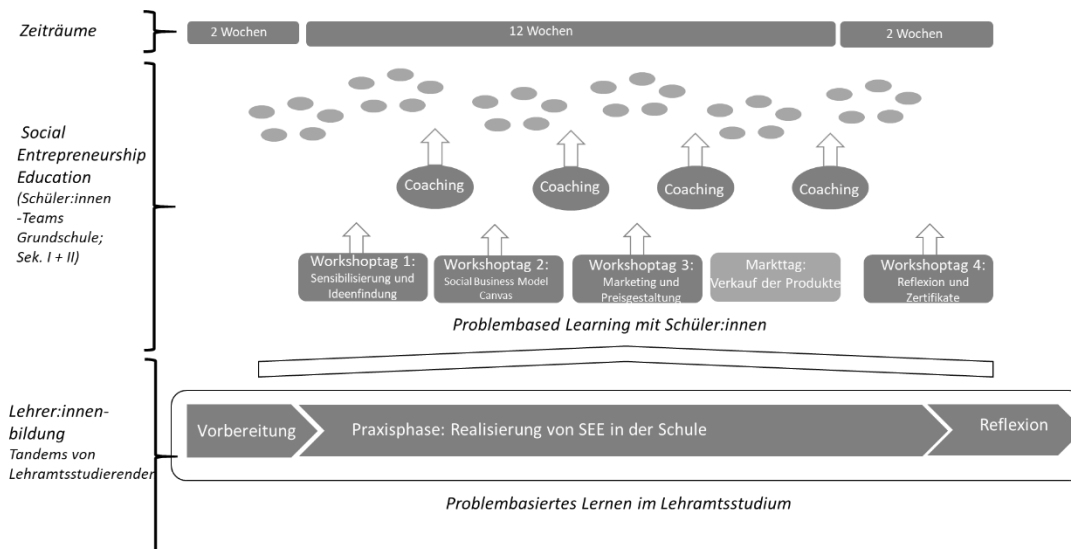 Zeiträume
2 Wochen
12 Wochen
2 Wochen
Social
Entrepreneurship
Education
(Schüler:innen
-Teams
Grundschule;
Sek. I + II)
Coaching
Coaching
Coaching
Coaching
Workshoptag 1:
Sensibilisierung und
Ideenfindung
Workshoptag 2:
Social Business Model
Canvas
Workshoptag 3:
Marketing und
Preisgestaltung
Markttag:
Verkauf der Produkte
Workshoptag 4:
Reflexion und
Zertifikate
Problembased Learning mit Schüler:innen
Lehrer:innen-
bildung
Tandems von
Lehramtsstudierenden
Vorbereitung
Praxisphase: Realisierung von SEE in der Schule
Reflexion
Problembasiertes Lernen im Lehramtsstudium